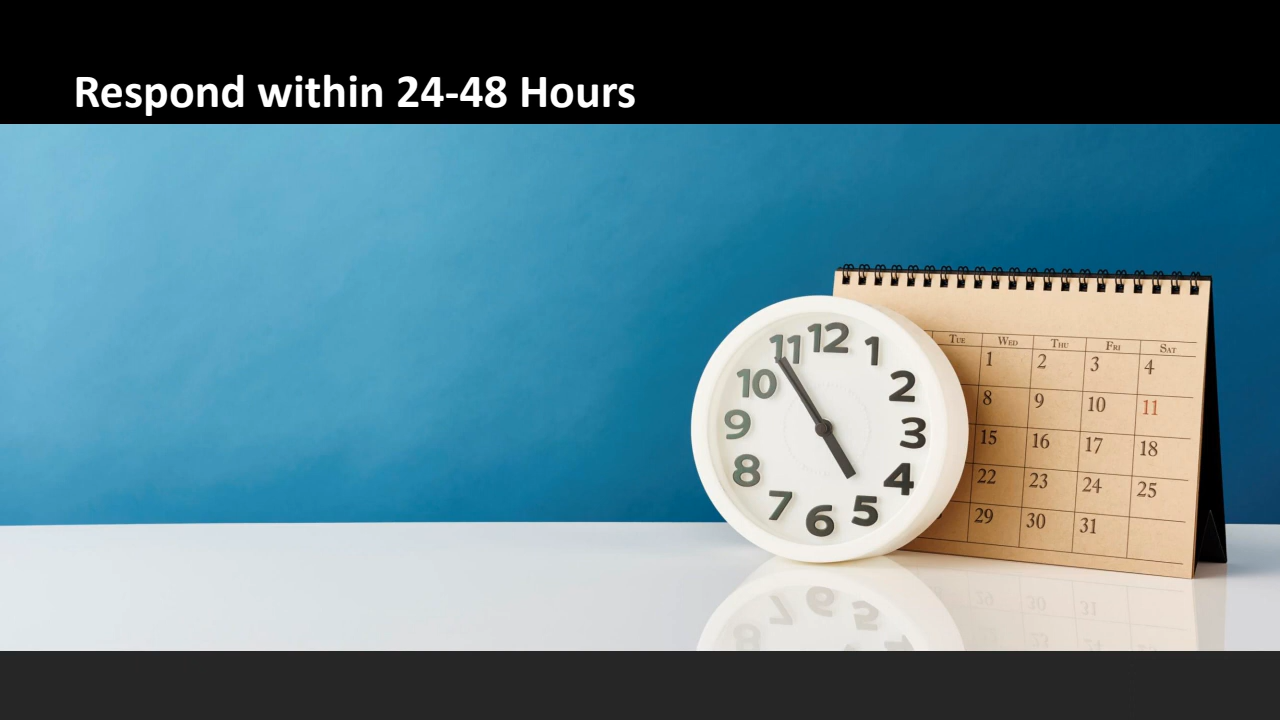 Respond within 24-48 Hours
11 12 1
10 2
9 3
8 4
7 6 5
Tue Wed Thu Fri Sat
1 2 3 4
8 9 10 11
15 16 17 18
22 23 24 25
29 30 31